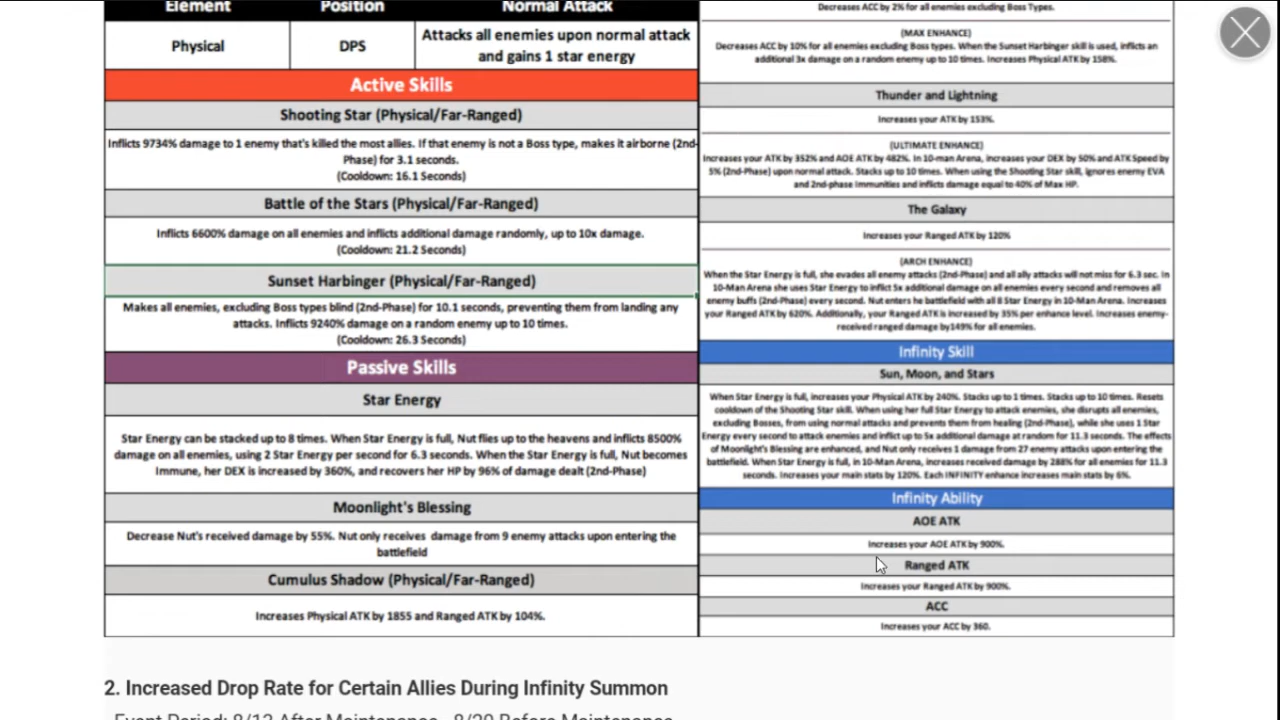 Element Position Normal Attack
Physical DPS Attacks all enemies upon normal attack
and gains 1 star energy
Active Skills
Shooting Star (Physical/Far-Ranged)
Inflicts 9734% damage to 1 enemy that's killed the most allies. If that enemy is not a Boss type, makes it airborne (2nd-
Phase) for 3.1 seconds.
(Cooldown: 16.1 Seconds)
Battle of the Stars (Physical/Far-Ranged)
Inflicts 6600% damage on all enemies and inflicts additional damage randomly, up to 10x damage.
(Cooldown: 21.2 Seconds)
Sunset Harbinger (Physical/Far-Ranged)
Makes all enemies, excluding Boss types blind (2nd-Phase) for 10.1 seconds, preventing them from landing any
attacks. Inflicts 9240% damage on a random enemy up to 10 times.
(Cooldown: 26.3 Seconds)
Passive Skills
Star Energy
Star Energy can be stacked up to 8 times. When Star Energy is full, Nut flies up to the heavens and inflicts 8500%
damage on all enemies, using 2 Star Energy per second for 6.3 seconds. When the Star Energy is full, Nut becomes
Immune, her DEX is increased by 360%, and recovers her HP by 96% of damage dealt (2nd-Phase)
Moonlight's Blessing
Decrease Nut's received damage by 55%. Nut only receives damage from 9 enemy attacks upon entering the
battlefield
Cumulus Shadow (Physical/Far-Ranged)
Increases Physical ATK by 1855 and Ranged ATK by 104%.
Decreases ACC by 2% for all enemies excluding Boss Types.
(MAX ENHANCE)
Decreases ACC by 10% for all enemies excluding Boss types. When the Sunset Harbinger skill is used, inflicts an
additional 3x damage on a random enemy up to 10 times. Increases Physical ATK by 158%.
Thunder and Lightning
Increases your ATK by 153%.
(ULTIMATE ENHANCE)
Increases your ATK by 352% and AOE ATK by 482%. In 10-man Arena, increases your DEX by 50% and ATK Speed by
5% (2nd-Phase) upon normal attack. Stacks up to 10 times. When using the Shooting Star skill, ignores enemy EVA
and 2nd-phase Immunities and inflicts damage equal to 40% of Max HP.
The Galaxy
Increases your Ranged ATK by 120%
(ARCH ENHANCE)
When the Star Energy is full, she evades all enemy attacks (2nd-Phase) and all ally attacks will not miss for 6.3 sec. In
10-Man Arena she uses Star Energy to inflict 5x additional damage on all enemies every second and removes all
enemy buffs (2nd-Phase) every second. Nut enters he battlefield with all 8 Star Energy in 10-Man Arena. Increases
your Ranged ATK by 620%. Additionally, your Ranged ATK is increased by 35% per enhance level. Increases enemy-
received ranged damage by149% for all enemies.
Infinity Skill
Sun, Moon, and Stars
When Star Energy is full, increases your Physical ATK by 240%. Stacks up to 1 times. Stacks up to 10 times. Resets
cooldown of the Shooting Star skill. When using her full Star Energy to attack enemies, she disrupts all enemies,
excluding Bosses, from using normal attacks and prevents them from healing (2nd-Phase), while she uses 1 Star
Energy every second to attack enemies and inflict up to 5x additional damage at random for 11.3 seconds. The effects
of Moonlight's Blessing are enhanced, and Nut only receives 1 damage from 27 enemy attacks upon entering the
battlefield. When Star Energy is full, in 10-Man Arena, increases received damage by 288% for all enemies for 11.3
seconds. Increases your main stats by 120%. Each INFINITY enhance increases main stats by 6%.
Infinity Ability
AOE ATK
Increases your AOE ATK by 900%.
Ranged ATK
Increases your Ranged ATK by 900%.
ACC
Increases your ACC by 360.
2. Increased Drop Rate for Certain Allies During Infinity Summon
Event Period: 8/13 After Maintenance - 8/20 Before Maintenance